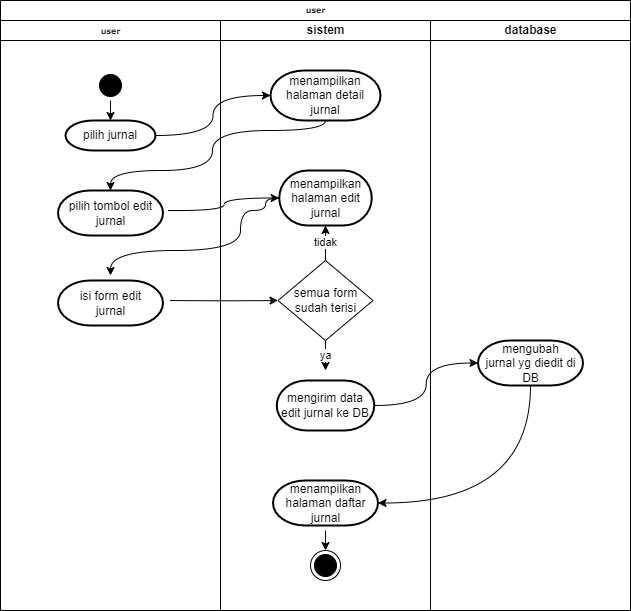 user
user
sistem
database
menampilkan
halaman detail
jurnal
pilih jurnal
menampilkan
halaman edit
jurnal
pilih tombol edit
jurnal
tidak
isi form edit
jurnal
semua form
sudah terisi
ya
mengubah
jurnal yg diedit di
DB
mengirim data
edit jurnal ke DB
menampilkan
halaman daftar
jurnal